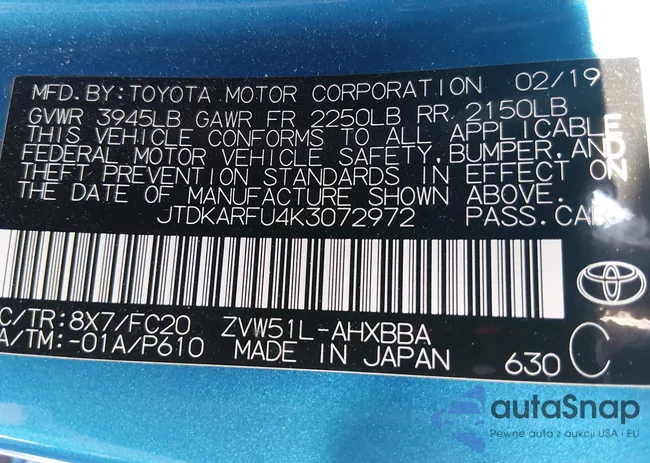 MFD. BY: TOYOTA MOTOR CORPORATION 02/19
GVWR 3945LB GAWR FR 2250LB RR 2150LB
THIS VEHICLE CONFORMS TO ALL APPLICABLE
FEDERAL MOTOR VEHICLE SAFETY, BUMPER, AND
THEFT PREVENTION STANDARDS IN EFFECT ON
THE DATE OF MANUFACTURE SHOWN ABOVE.
JTDKARFU4K3072972 PASS. CAR
C/TR: 8X7/FC20 ZVW51L-AHXBBA
A/TM: -01A/P610 MADE IN JAPAN 630 C
TOYOTA
autaSnap
Pewne auta z aukcji USA i EU